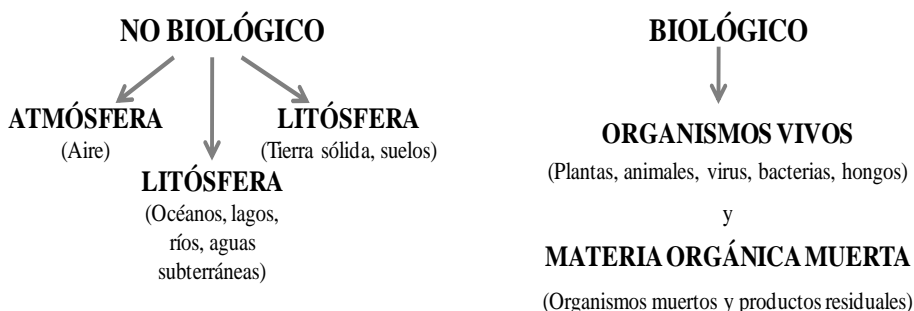 NO BIOLÓGICO
ATMÓSFERA
(Aire)
LITÓSFERA
(Tierra sólida, suelos)
LITÓSFERA
(Océanos, lagos,
ríos, aguas
subterráneas)
BIOLÓGICO
ORGANISMOS VIVOS
(Plantas, animales, virus, bacterias, hongos)
y
MATERIA ORGÁNICA MUERTA
(Organismos muertos y productos residuales)